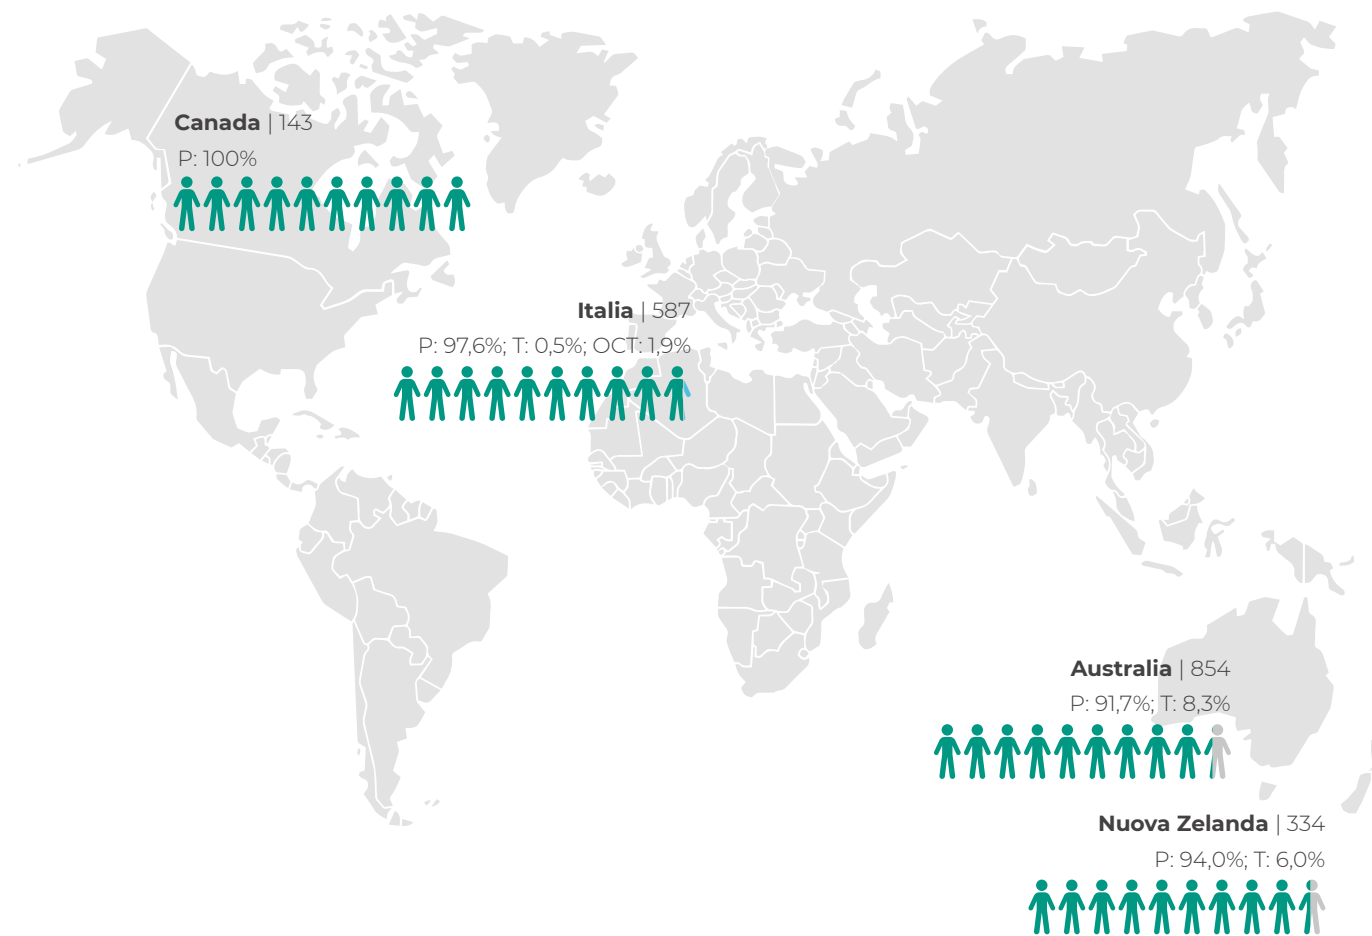 Canada | 143
P: 100%
Italia | 587
P: 97,6%; T: 0,5%; OCT: 1,9%
Australia | 854
P: 91,7%; T: 8,3%
Nuova Zelanda | 334
P: 94,0%; T: 6,0%